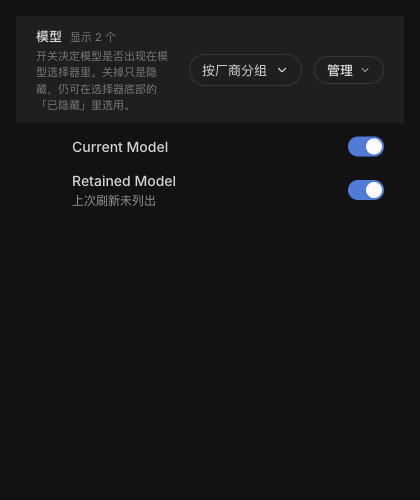 模型 显示 2 个
开关决定模型是否出现在模
型选择器里。关掉只是隐
藏，仍可在选择器底部的
「已隐藏」里选用。
按厂商分组
管理
Current Model
Retained Model
上次刷新未列出